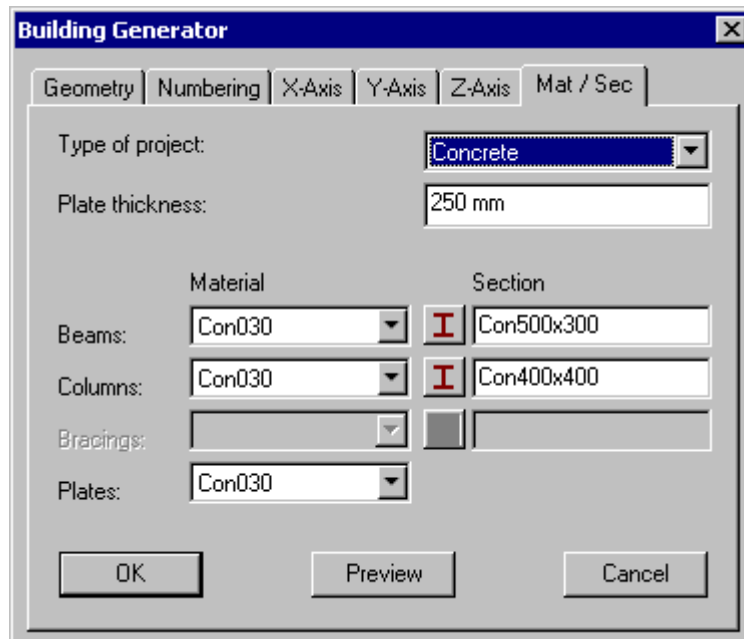 Building Generator
Geometry Numbering X-Axis Y-Axis Z-Axis Mat / Sec
Type of project: Concrete
Plate thickness: 250 mm
Material Section
Beams: Con030 Con500x300
Columns: Con030 Con400x400
Bracings:
Plates: Con030
OK Preview Cancel